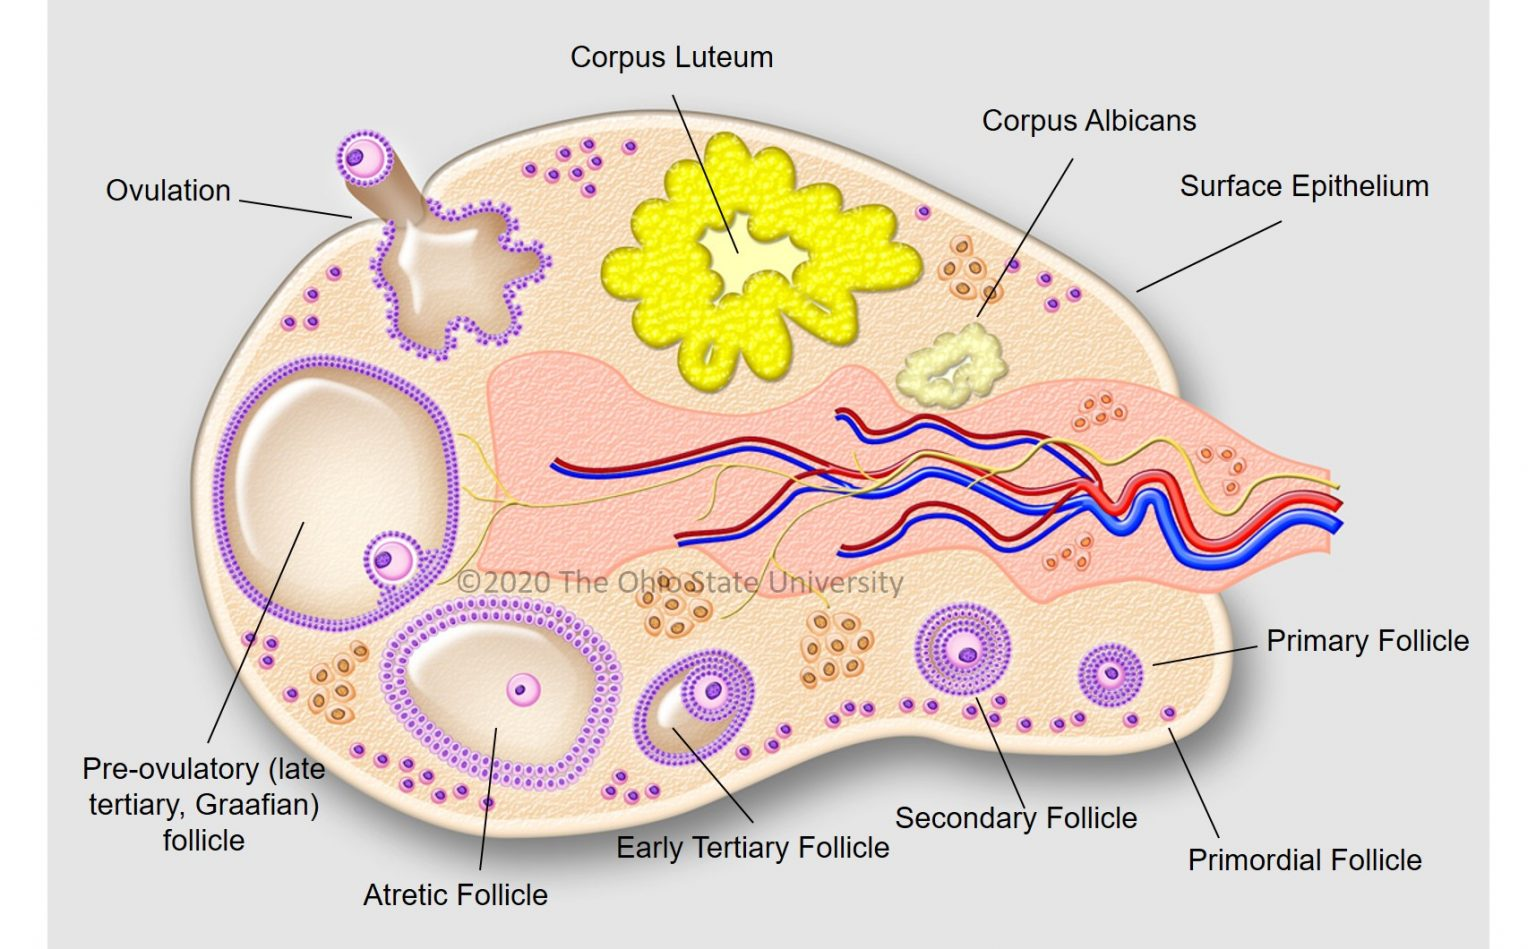 Corpus Luteum
Corpus Albicans
Surface Epithelium
Ovulation
©2020 The Ohio State University
Primary Follicle
Pre-ovulatory (late
tertiary, Graafian)
follicle
Secondary Follicle
Early Tertiary Follicle
Primordial Follicle
Atretic Follicle